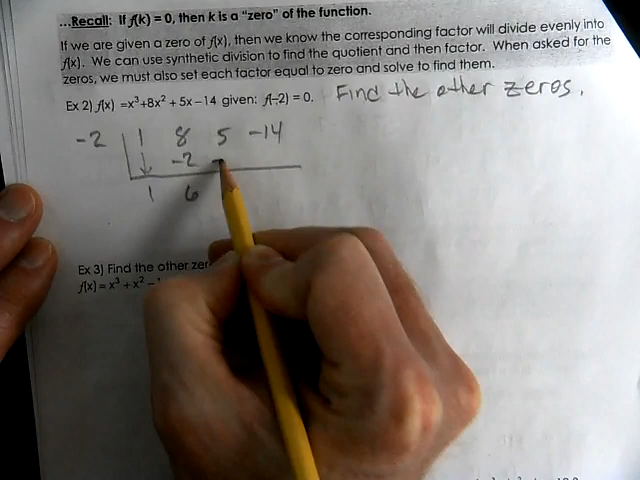 ...Recall: If f(k) = 0, then k is a "zero" of the function.
If we are given a zero of f(x), then we know the corresponding factor will divide evenly into
f(x). We can use synthetic division to find the quotient and then factor. When asked for the
zeros, we must also set each factor equal to zero and solve to find them.
Ex 2) f(x) =x³+8x² + 5x – 14 given: f(–2) = 0. Find the other zeros.
-2 1 8 5 -14
-2 -
1 6
Ex 3) Find the other
f(x) = x³ + x² –